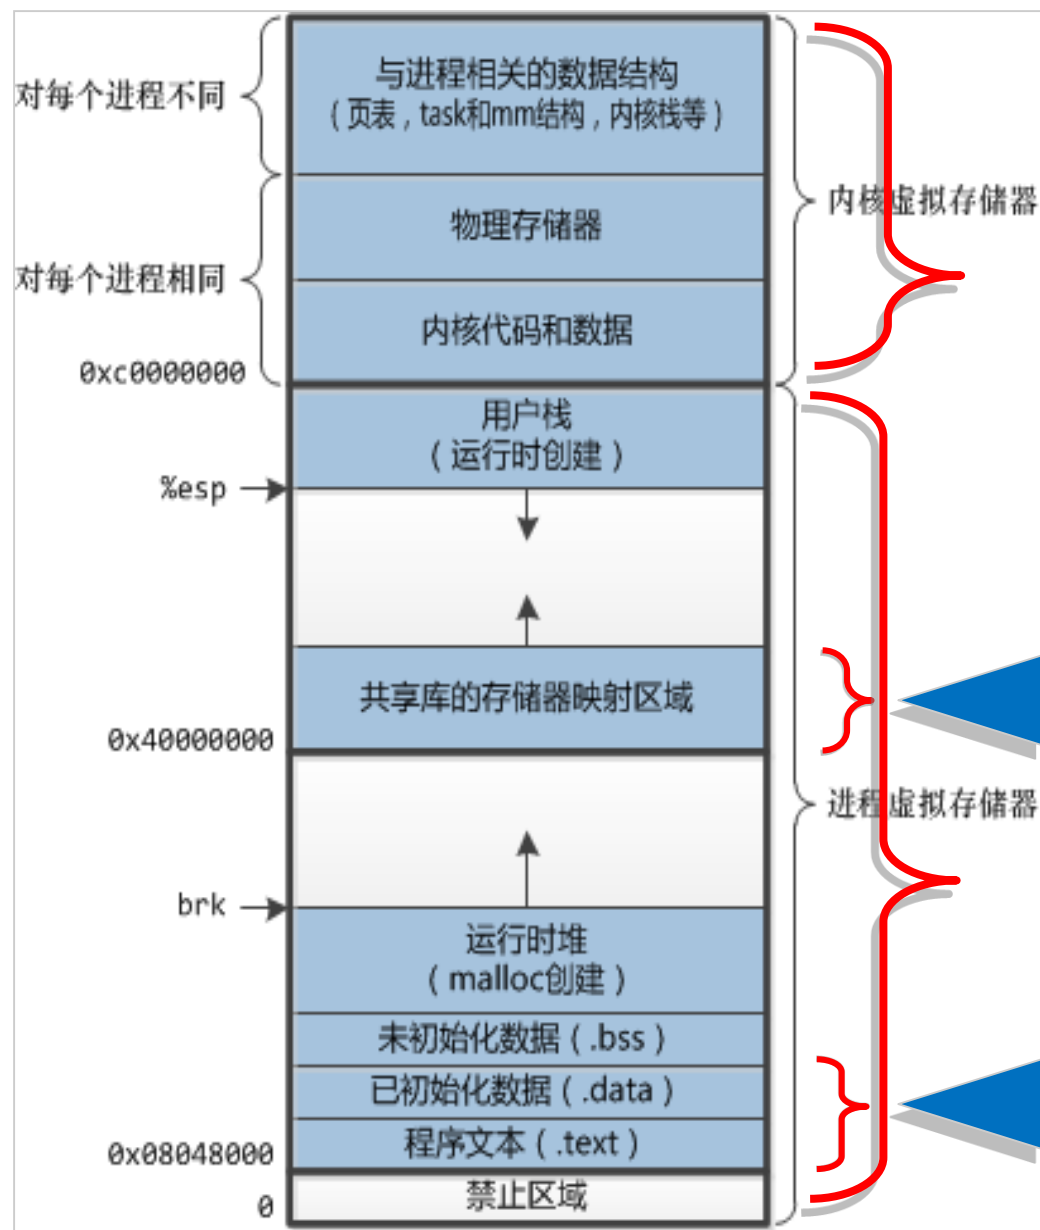 对每个进程不同
与进程相关的数据结构
(页表，task和mm结构，内核栈等)
内核虚拟存储器
物理存储器
对每个进程相同
内核代码和数据
0xc0000000
用户栈
(运行时创建)
%esp
共享库的存储器映射区域
0x40000000
进程虚拟存储器
brk
运行时堆
(malloc创建)
未初始化数据(.bss)
已初始化数据(.data)
程序文本(.text)
0x08048000
禁止区域
0